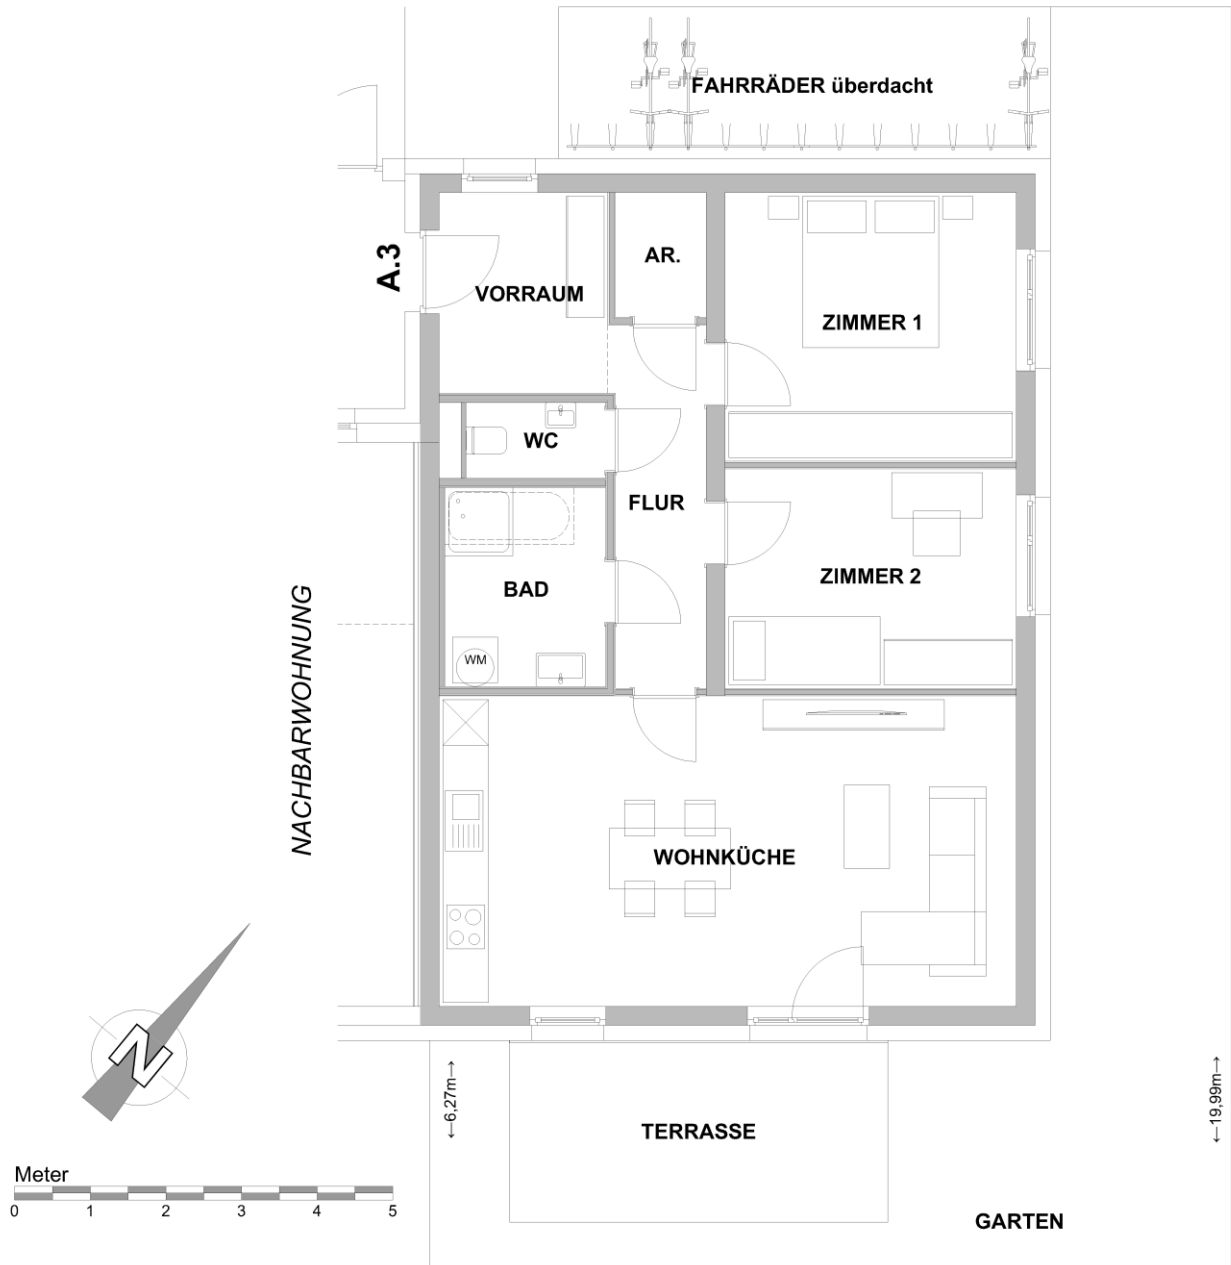 FAHRRÄDER überdacht
A.3
VORRAUM
AR.
ZIMMER 1
WC
FLUR
BAD
ZIMMER 2
WM
NACHBARWOHNUNG
WOHNKÜCHE
N
←6,27m→
←19,99m→
TERRASSE
Meter
0 1 2 3 4 5
GARTEN